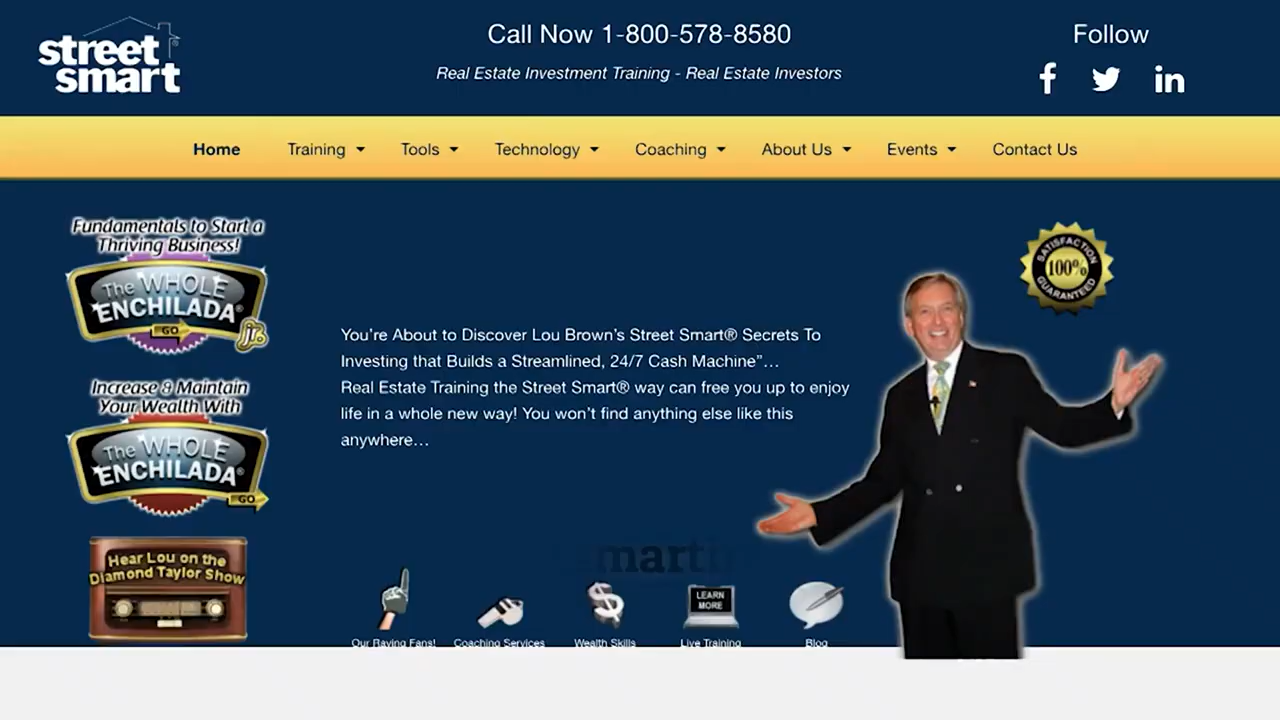 street
smart
Call Now 1-800-578-8580
Real Estate Investment Training - Real Estate Investors
Follow
Home Training Tools Technology Coaching About Us Events Contact Us
Fundamentals to Start a
Thriving Business!
The WHOLE
ENCHILADA®
GO
jr.
Increase & Maintain
Your Wealth With
The WHOLE
ENCHILADA®
GO
Hear Lou on the
Diamond Taylor Show
You're About to Discover Lou Brown's Street Smart® Secrets To
Investing that Builds a Streamlined, 24/7 Cash Machine"...
Real Estate Training the Street Smart® way can free you up to enjoy
life in a whole new way! You won't find anything else like this
anywhere...
SATISFACTION
100%
GUARANTEED
LEARN
MORE
Our Raving Fans! Coaching Services Wealth Skills Live Training Blog